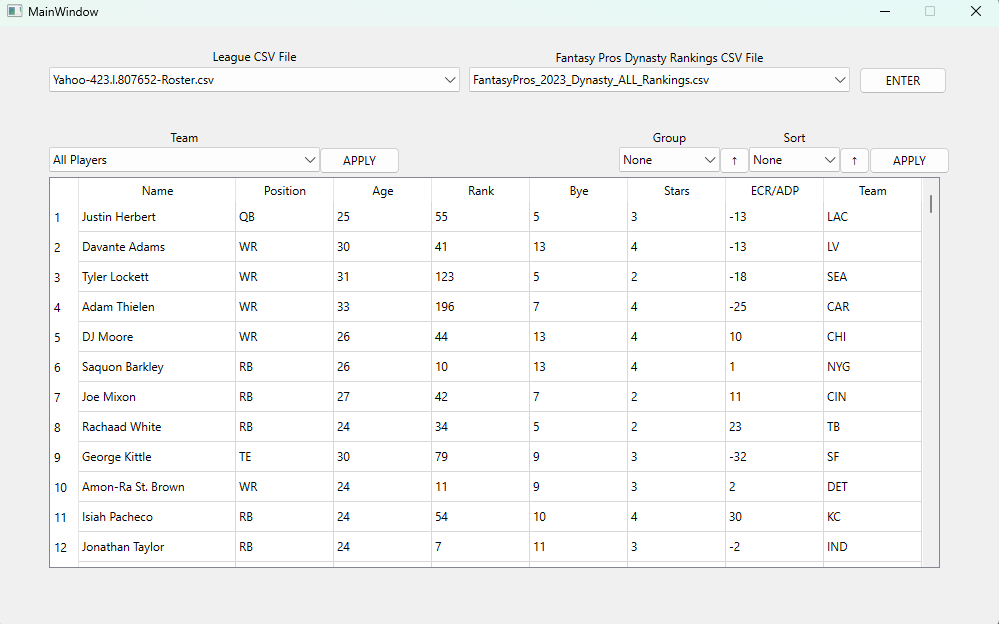 MainWindow
League CSV File Fantasy Pros Dynasty Rankings CSV File
Yahoo-423.l.807652-Roster.csv FantasyPros_2023_Dynasty_ALL_Rankings.csv ENTER
Team Group Sort
All Players APPLY None ↑ None ↑ APPLY
Name Position Age Rank Bye Stars ECR/ADP Team
1 Justin Herbert QB 25 55 5 3 -13 LAC
2 Davante Adams WR 30 41 13 4 -13 LV
3 Tyler Lockett WR 31 123 5 2 -18 SEA
4 Adam Thielen WR 33 196 7 4 -25 CAR
5 DJ Moore WR 26 44 13 4 10 CHI
6 Saquon Barkley RB 26 10 13 4 1 NYG
7 Joe Mixon RB 27 42 7 2 11 CIN
8 Rachaad White RB 24 34 5 2 23 TB
9 George Kittle TE 30 79 9 3 -32 SF
10 Amon-Ra St. Brown WR 24 11 9 3 2 DET
11 Isiah Pacheco RB 24 54 10 4 30 KC
12 Jonathan Taylor RB 24 7 11 3 -2 IND